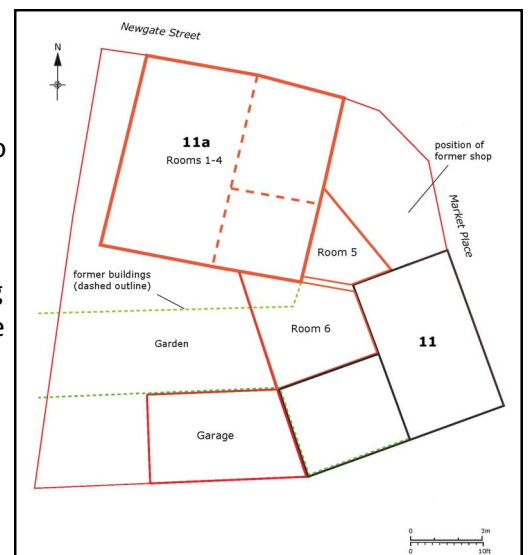 Newgate Street
N
11a
Rooms 1-4
position of
former shop
Market Place
Room 5
former buildings
(dashed outline)
Room 6
11
Garden
Garage
0 3m
0 10ft